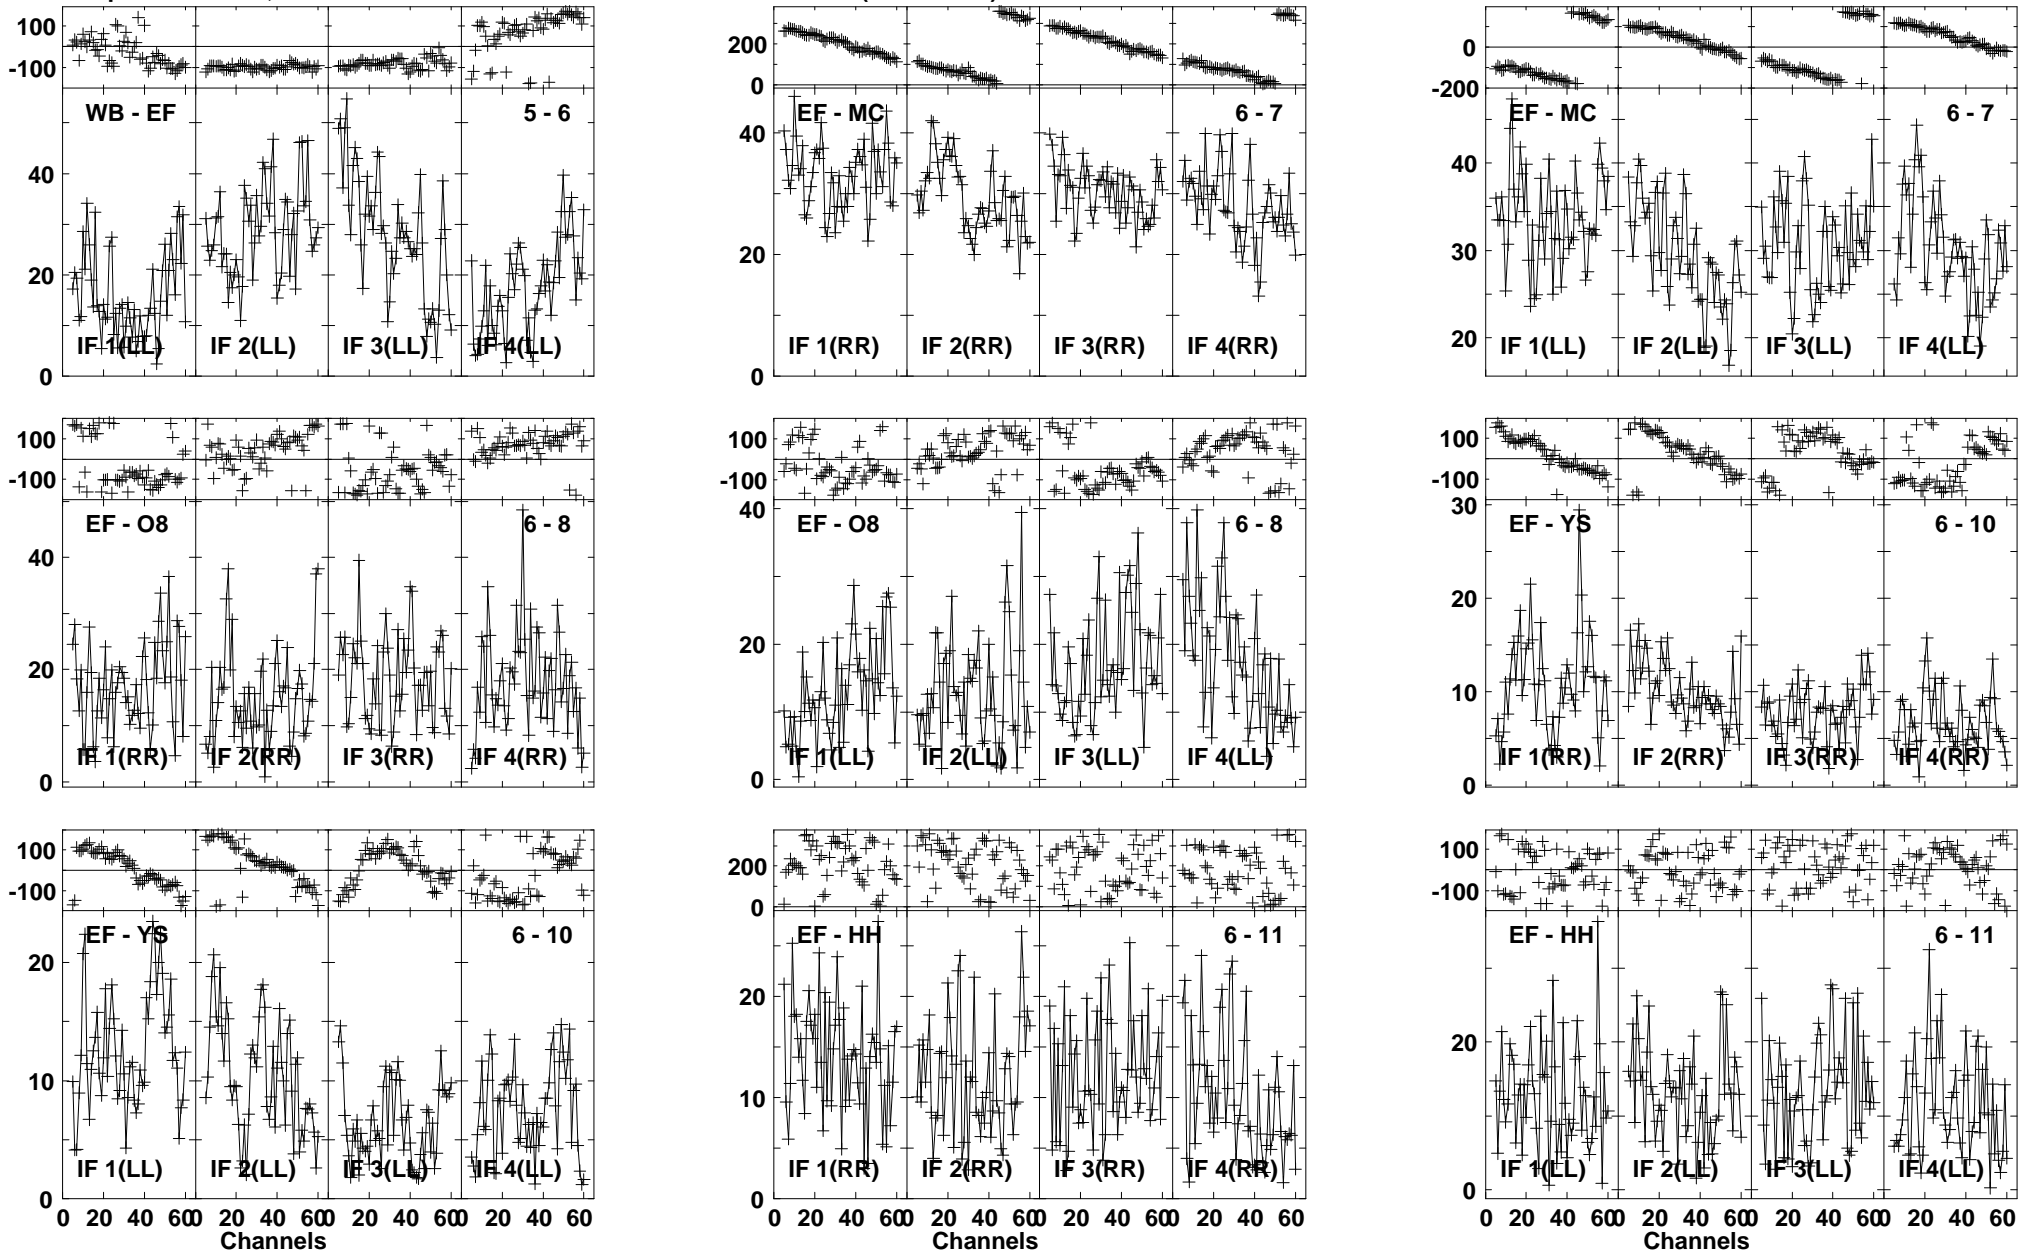 100
-100
WB - EF
5 - 6
40
20
0
IF 1(LL)
IF 2(LL)
IF 3(LL)
IF 4(LL)
200
0
EF - MC
6 - 7
40
20
0
IF 1(RR)
IF 2(RR)
IF 3(RR)
IF 4(RR)
0
-200
EF - MC
6 - 7
40
30
20
IF 1(LL)
IF 2(LL)
IF 3(LL)
IF 4(LL)
100
-100
EF - O8
6 - 8
40
20
0
IF 1(RR)
IF 2(RR)
IF 3(RR)
IF 4(RR)
100
-100
40
EF - O8
6 - 8
20
0
IF 1(LL)
IF 2(LL)
IF 3(LL)
IF 4(LL)
100
-100
30
EF - YS
6 - 10
20
10
0
IF 1(RR)
IF 2(RR)
IF 3(RR)
IF 4(RR)
100
-100
EF - YS
6 - 10
20
10
0
IF 1(LL)
IF 2(LL)
IF 3(LL)
IF 4(LL)
0 20 40 60 0 20 40 60 0 20 40 60 0 20 40 60
Channels
200
0
EF - HH
6 - 11
20
10
0
IF 1(RR)
IF 2(RR)
IF 3(RR)
IF 4(RR)
0 20 40 60 0 20 40 60 0 20 40 60 0 20 40 60
Channels
100
-100
EF - HH
6 - 11
20
0
IF 1(LL)
IF 2(LL)
IF 3(LL)
IF 4(LL)
0 20 40 60 0 20 40 60 0 20 40 60 0 20 40 60
Channels